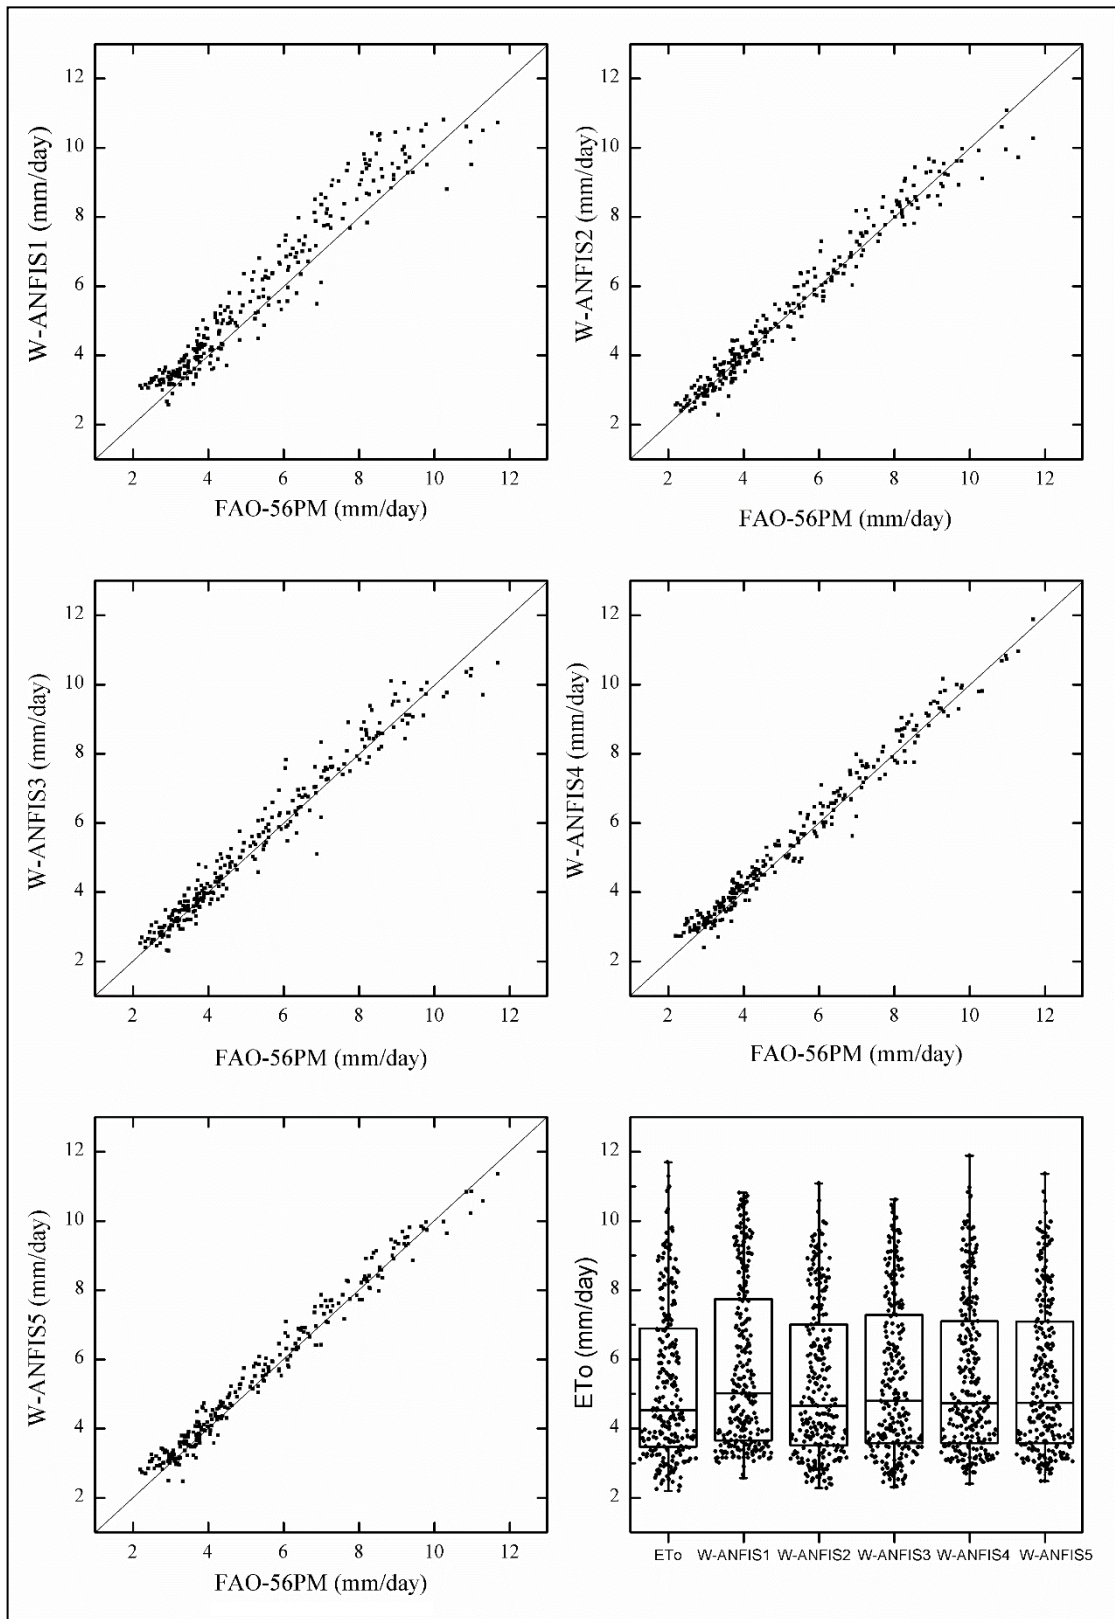 W-ANFIS1 (mm/day)
12
10
8
6
4
2
2 4 6 8 10 12
FAO-56PM (mm/day)
W-ANFIS2 (mm/day)
12
10
8
6
4
2
2 4 6 8 10 12
FAO-56PM (mm/day)
W-ANFIS3 (mm/day)
12
10
8
6
4
2
2 4 6 8 10 12
FAO-56PM (mm/day)
W-ANFIS4 (mm/day)
12
10
8
6
4
2
2 4 6 8 10 12
FAO-56PM (mm/day)
W-ANFIS5 (mm/day)
12
10
8
6
4
2
2 4 6 8 10 12
FAO-56PM (mm/day)
ETo (mm/day)
12
10
8
6
4
2
ETo W-ANFIS1 W-ANFIS2 W-ANFIS3 W-ANFIS4 W-ANFIS5